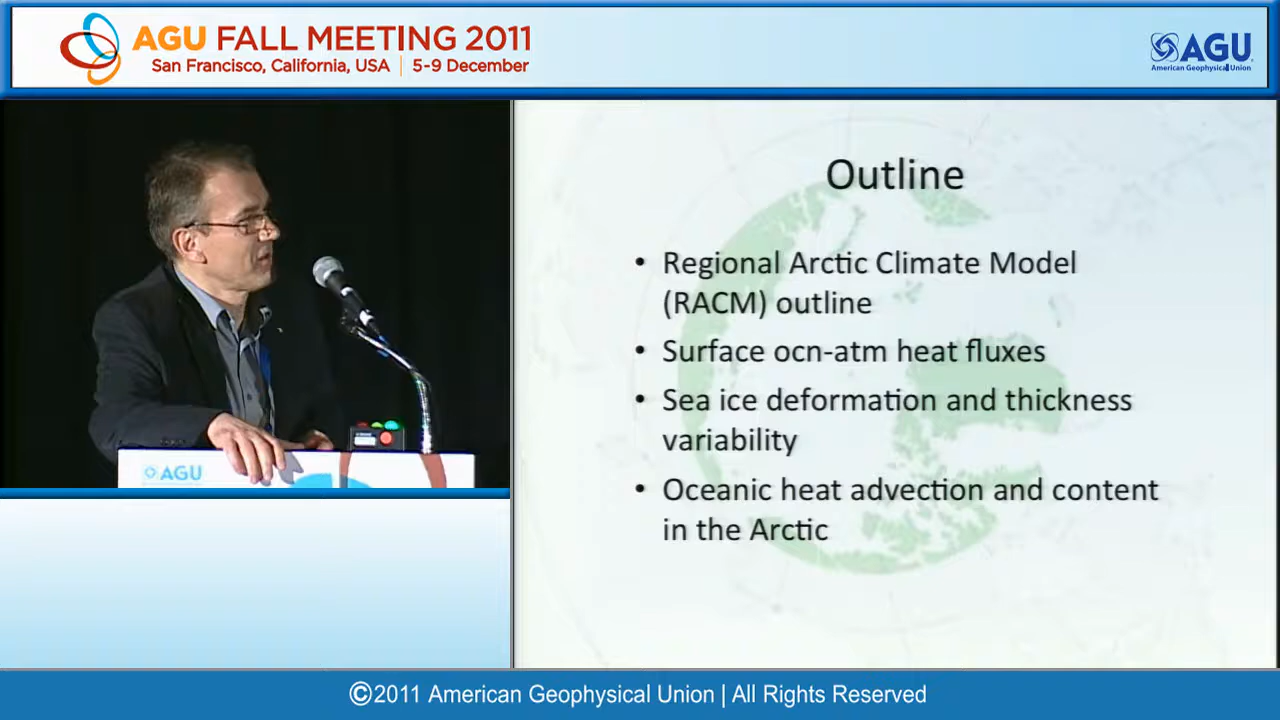 AGU FALL MEETING 2011
San Francisco, California, USA | 5-9 December
AGU
American Geophysical Union
Outline
• Regional Arctic Climate Model
(RACM) outline
• Surface ocn-atm heat fluxes
• Sea ice deformation and thickness
variability
• Oceanic heat advection and content
in the Arctic
AGU
©2011 American Geophysical Union | All Rights Reserved